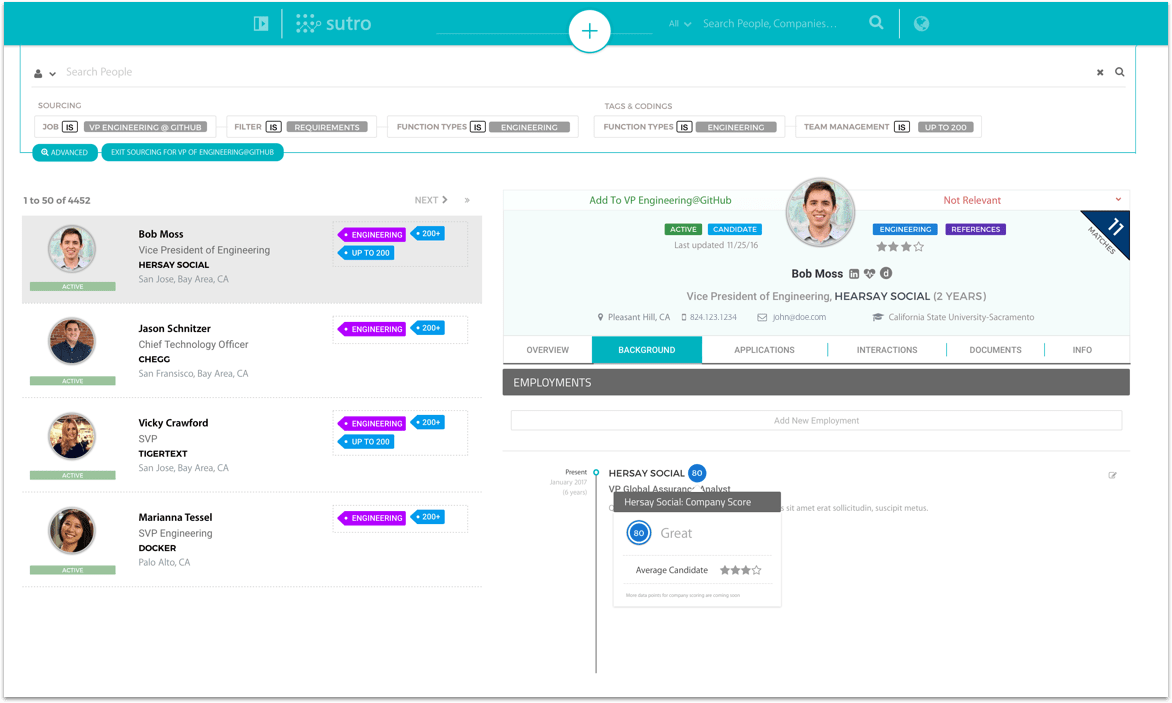 sutro
All
Search People, Companies...
Search People
SOURCING
JOB IS VP ENGINEERING @ GITHUB
FILTER IS REQUIREMENTS
FUNCTION TYPES IS ENGINEERING
TAGS & CODINGS
FUNCTION TYPES IS ENGINEERING
TEAM MANAGEMENT IS UP TO 200
ADVANCED
EXIT SOURCING FOR VP OF ENGINEERING@GITHUB
1 to 50 of 4452
NEXT
Bob Moss
Vice President of Engineering
HERSAY SOCIAL
San Jose, Bay Area, CA
ACTIVE
ENGINEERING
200+
UP TO 200
Jason Schnitzer
Chief Technology Officer
CHEGG
San Fransisco, Bay Area, CA
ACTIVE
ENGINEERING
200+
Vicky Crawford
SVP
TIGERTEXT
San Jose, Bay Area, CA
ACTIVE
ENGINEERING
200+
UP TO 200
Marianna Tessel
SVP Engineering
DOCKER
Palo Alto, CA
ACTIVE
ENGINEERING
200+
Add To VP Engineering@GitHub
Not Relevant
ACTIVE
CANDIDATE
Last updated 11/25/16
ENGINEERING
REFERENCES
11
MATCHES
Bob Moss in d
Vice President of Engineering, HEARSAY SOCIAL (2 YEARS)
Pleasant Hill, CA
824.123.1234
john@doe.com
California State University-Sacramento
OVERVIEW
BACKGROUND
APPLICATIONS
INTERACTIONS
DOCUMENTS
INFO
EMPLOYMENTS
Add New Employment
Present
January 2017
(6 years)
HERSAY SOCIAL 80
VP Global Assurance Analyst
s sit amet erat sollicitudin, suscipit metus.
Hersay Social: Company Score
80 Great
Average Candidate
More data points for company scoring are coming soon